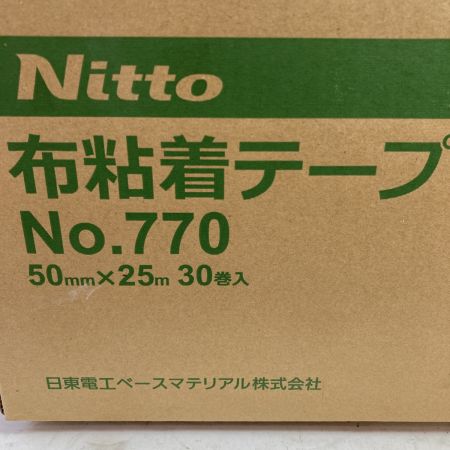 Nitto
布粘着テープ
No.770
50mm×25m 30巻入
日東電工ベースマテリアル株式会社